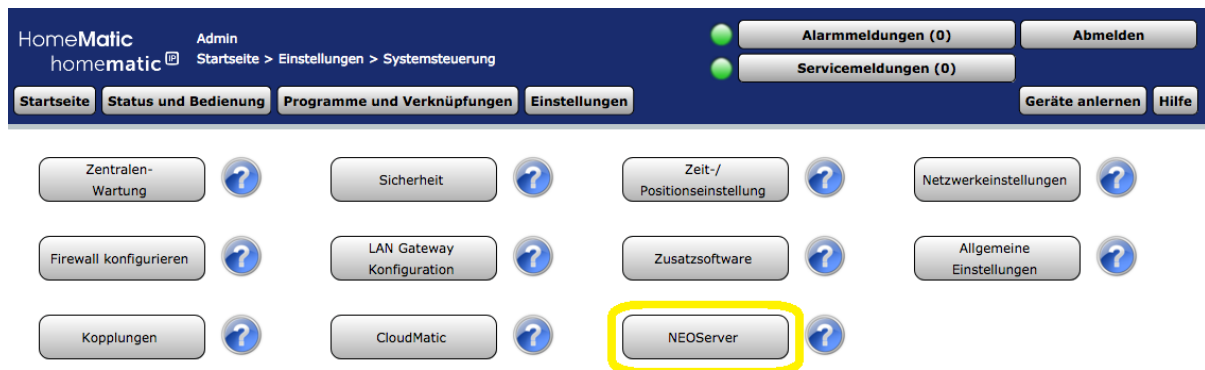 HomeMatic
homematic IP
Admin
Startseite > Einstellungen > Systemsteuerung
Alarmmeldungen (0)
Abmelden
Servicemeldungen (0)
Startseite Status und Bedienung Programme und Verknüpfungen Einstellungen Geräte anlernen Hilfe
Zentralen-
Wartung
?
Sicherheit
?
Zeit-/
Positionseinstellung
?
Netzwerkeinstellungen
?
Firewall konfigurieren
?
LAN Gateway
Konfiguration
?
Zusatzsoftware
?
Allgemeine
Einstellungen
?
Kopplungen
?
CloudMatic
?
NEOServer
?